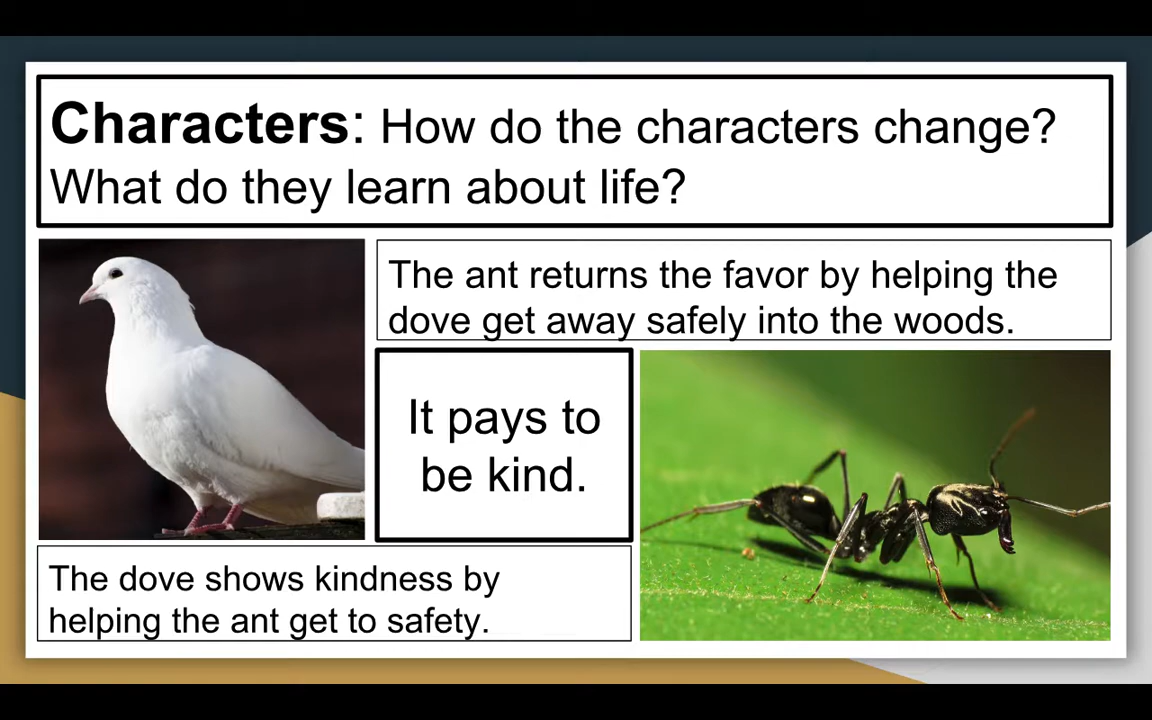 Characters: How do the characters change?
What do they learn about life?
The ant returns the favor by helping the
dove get away safely into the woods.
It pays to
be kind.
The dove shows kindness by
helping the ant get to safety.